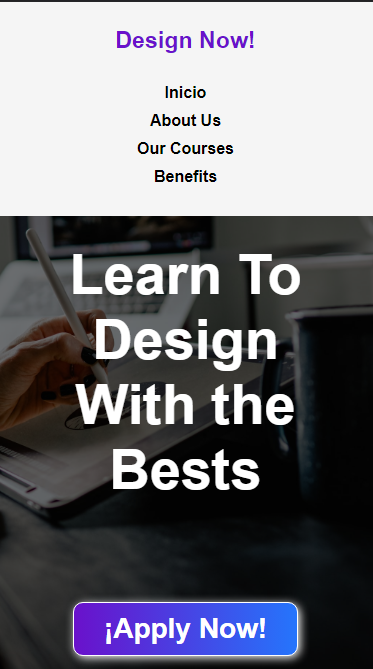 Design Now!
Inicio
About Us
Our Courses
Benefits
Learn To
Design
With the
Bests
¡Apply Now!